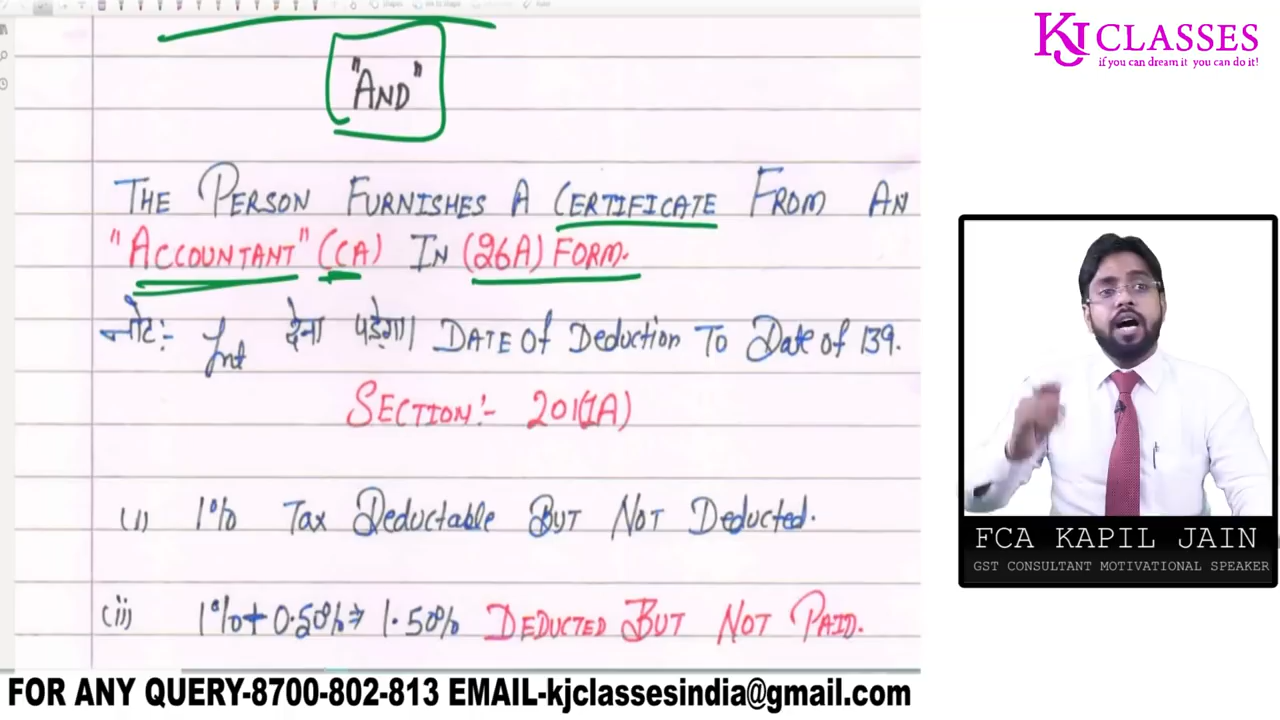 KJ CLASSES
if you can dream it you can do it!
"AND"
THE PERSON FURNISHES A CERTIFICATE FROM AN
"ACCOUNTANT" (CA) IN (26A) FORM.
नोट:- Int देना पड़ेगा। DATE Of Deduction To Date of 139.
SECTION:- 201(1A)
(i) 1% Tax Deductable But Not Deducted.
(ii) 1%+0.50%⇒ 1.50% DEDUCTED BUT NOT PAID.
FCA KAPIL JAIN
GST CONSULTANT MOTIVATIONAL SPEAKER
FOR ANY QUERY-8700-802-813 EMAIL-kjclassesindia@gmail.com